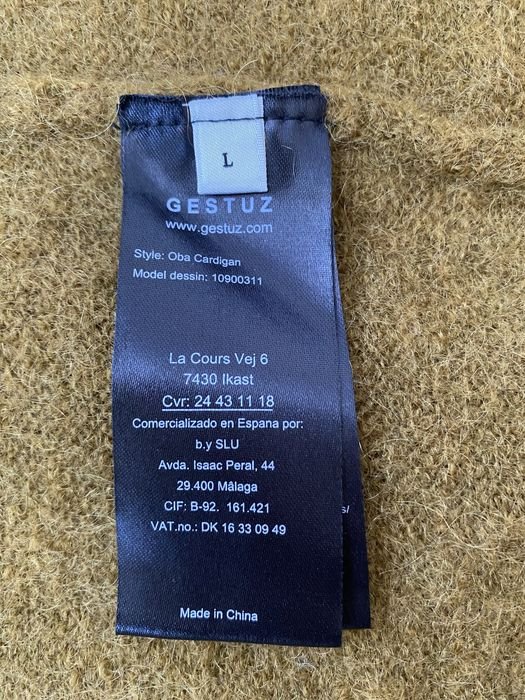 L
GESTUZ
www.gestuz.com
Style: Oba Cardigan
Model dessin: 10900311
La Cours Vej 6
7430 Ikast
Cvr: 24 43 11 18
Comercializado en Espana por:
b.y SLU
Avda. Isaac Peral, 44
29.400 Mâlaga
CIF: B-92. 161.421
VAT.no.: DK 16 33 09 49
Made in China